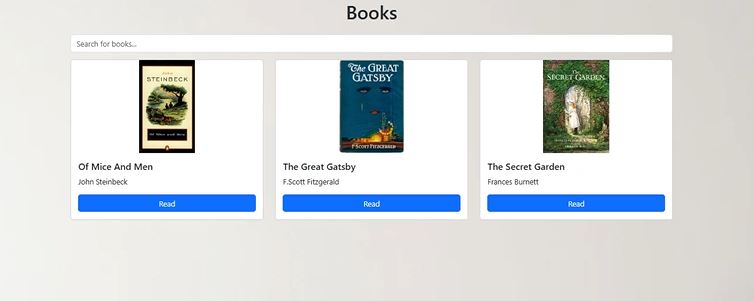 Books
Search for books...
John
STEINBECK
Of Mice and Men
The GREAT
GATSBY
F·SCOTT FITZGERALD
The
SECRET GARDEN
Of Mice And Men
The Great Gatsby
The Secret Garden
John Steinbeck
F.Scott Fitzgerald
Frances Burnett
Read
Read
Read